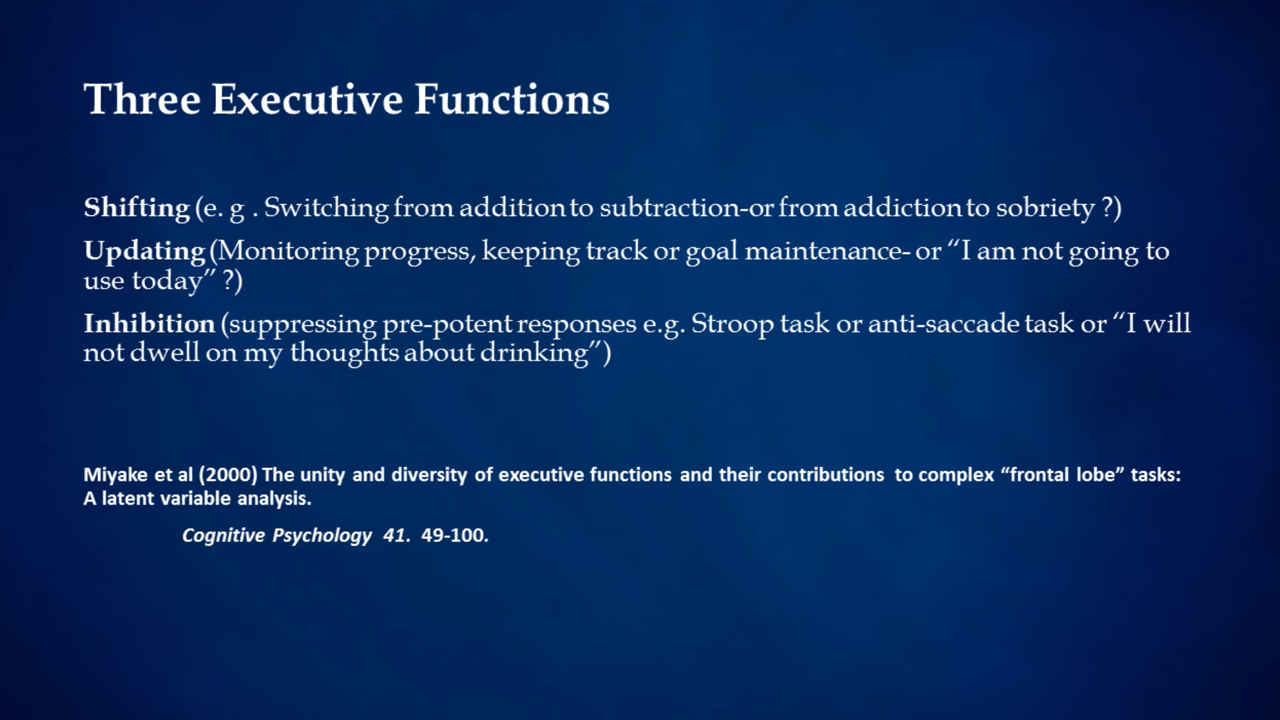 Three Executive Functions
Shifting (e. g . Switching from addition to subtraction-or from addiction to sobriety ?)
Updating (Monitoring progress, keeping track or goal maintenance- or “I am not going to
use today” ?)
Inhibition (suppressing pre-potent responses e.g. Stroop task or anti-saccade task or “I will
not dwell on my thoughts about drinking”)
Miyake et al (2000) The unity and diversity of executive functions and their contributions to complex “frontal lobe” tasks:
A latent variable analysis.
Cognitive Psychology 41. 49-100.